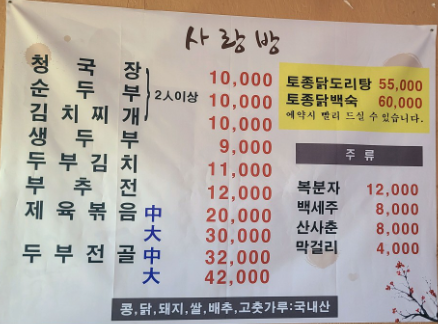 사랑방
청국장 10,000
순두부 2人이상 10,000
김치찌개 10,000
생두부 9,000
두부김치 11,000
부추전 12,000
제육볶음 中 20,000
大 30,000
두부전골 中 32,000
大 42,000
토종닭도리탕 55,000
토종닭백숙 60,000
예약시 빨리 드실 수 있습니다.
주류
복분자 12,000
백세주 8,000
산사춘 8,000
막걸리 4,000
콩,닭,돼지,쌀,배추,고춧가루:국내산